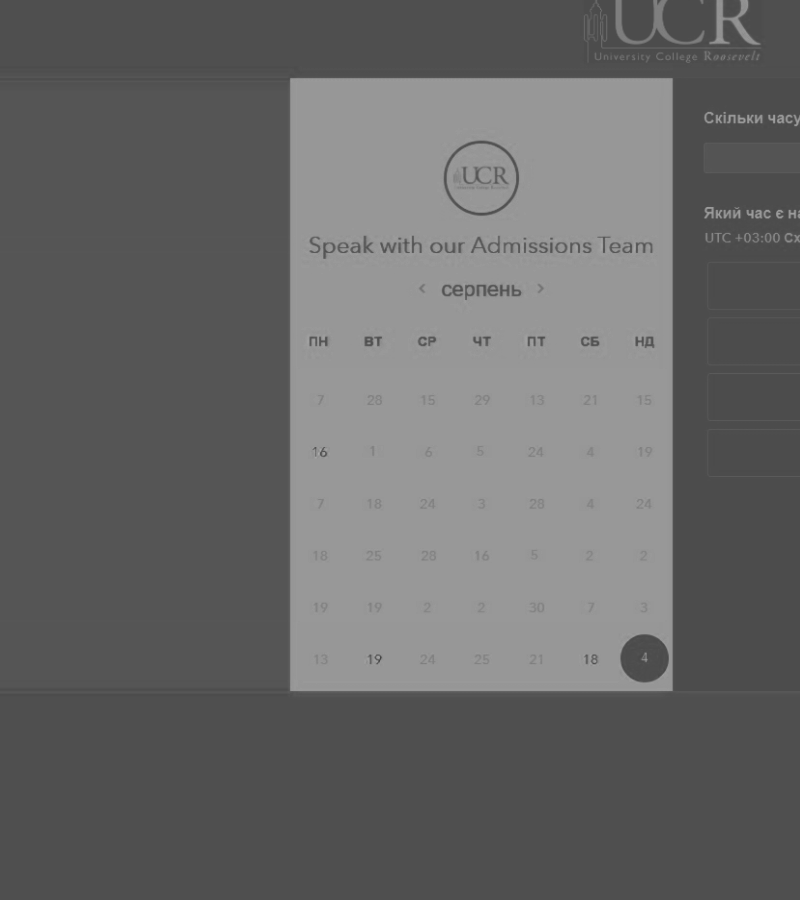 UCR
University College Roosevelt
UCR
Speak with our Admissions Team
< серпень >
ПН ВТ СР ЧТ ПТ СБ НД
7 28 15 29 13 21 15
16 1 6 5 24 4 19
7 18 24 3 28 4 24
18 25 28 16 5 2 2
19 19 2 2 30 7 3
13 19 24 25 21 18 4
Скільки часу
Який час є
UTC +03:00